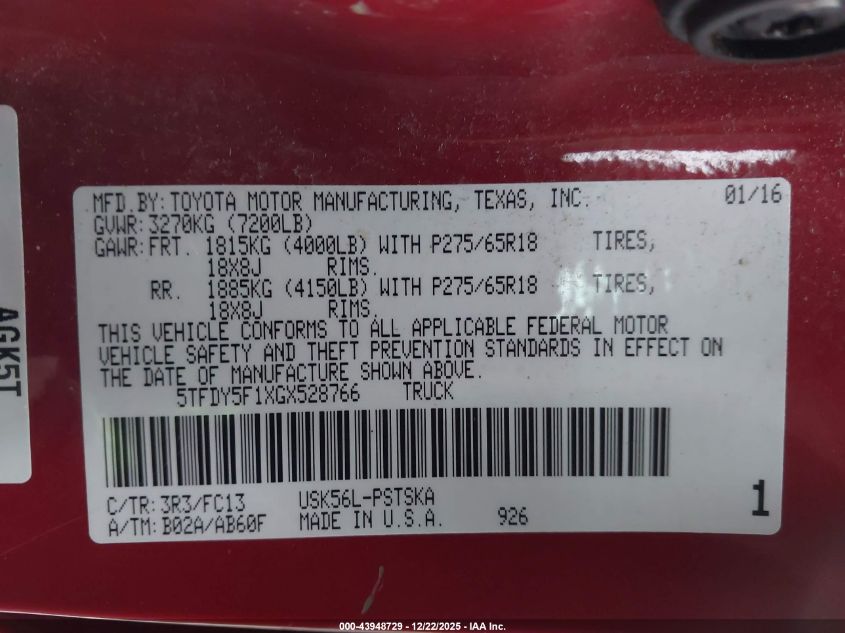 MFD. BY: TOYOTA MOTOR MANUFACTURING, TEXAS, INC. 01/16
GVWR: 3270KG (7200LB)
GAWR: FRT. 1815KG (4000LB) WITH P275/65R18 TIRES,
18X8J RIMS.
RR. 1885KG (4150LB) WITH P275/65R18 TIRES,
18X8J RIMS.
THIS VEHICLE CONFORMS TO ALL APPLICABLE FEDERAL MOTOR
VEHICLE SAFETY AND THEFT PREVENTION STANDARDS IN EFFECT ON
THE DATE OF MANUFACTURE SHOWN ABOVE.
5TFDY5F1XGX528766 TRUCK
C/TR: 3R3/FC13 USK56L-PSTSKA
A/TM: B02A/AB60F MADE IN U.S.A. 926
1
AGK5T
000-43948729 - 12/22/2025 - IAA Inc.